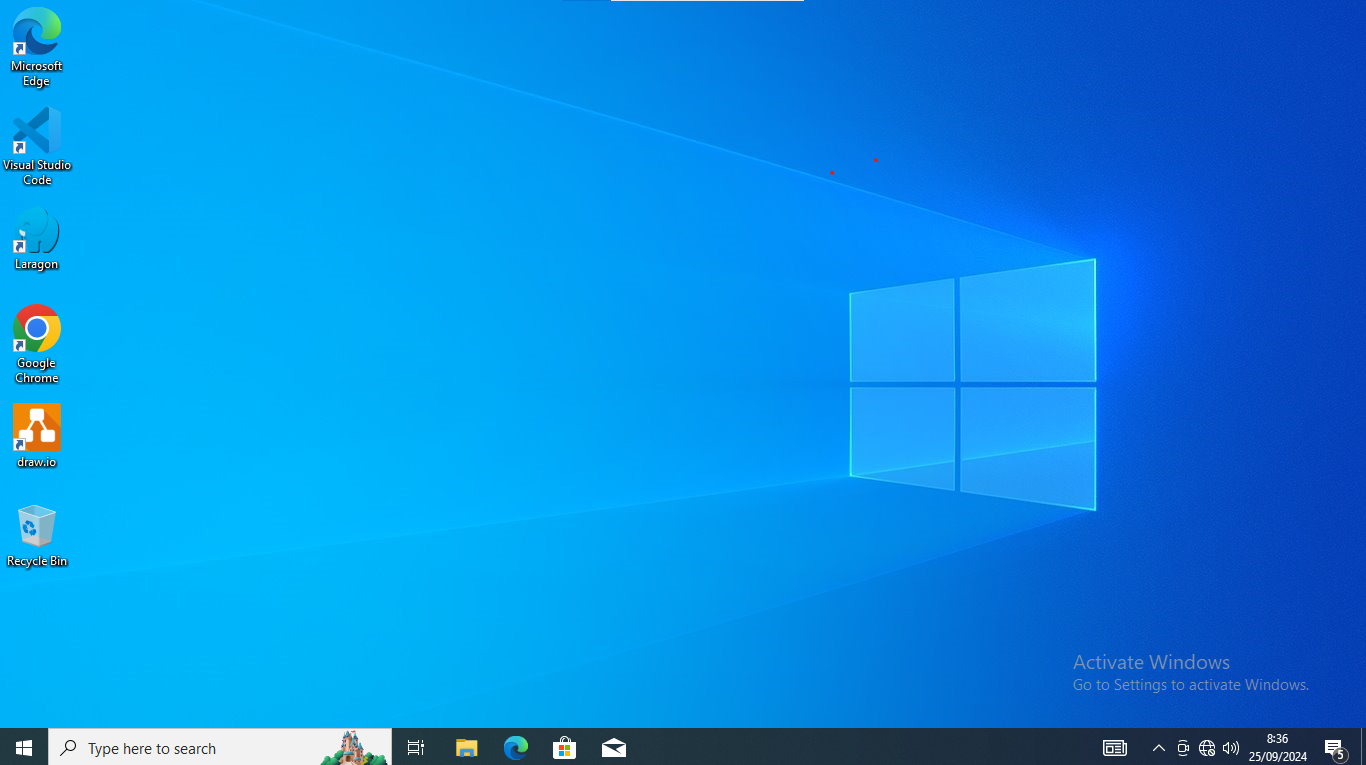 Microsoft
Edge
Visual Studio
Code
Laragon
Google
Chrome
draw.io
Recycle Bin
Activate Windows
Go to Settings to activate Windows.
Type here to search
8:36
25/09/2024
5